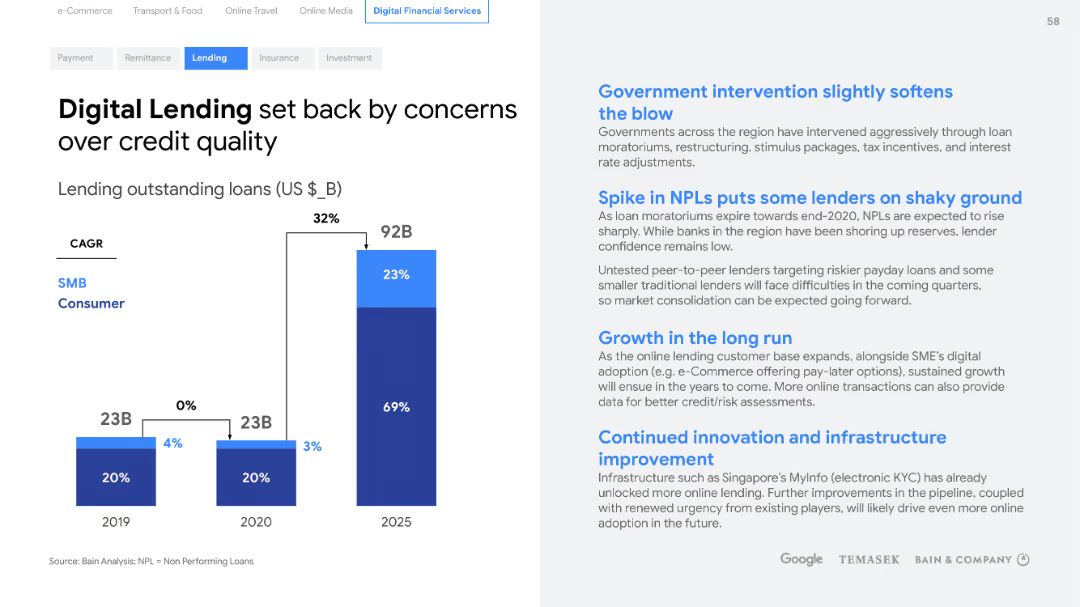 e-Commerce Transport & Food Online Travel Online Media Digital Financial Services
58
Payment Remittance Lending Insurance Investment
Digital Lending set back by concerns
over credit quality
Lending outstanding loans (US $_B)
CAGR
SMB
Consumer
32%
92B
23%
69%
23B
0%
23B
4%
3%
20%
20%
2019 2020 2025
Source: Bain Analysis; NPL = Non Performing Loans.
Government intervention slightly softens
the blow
Governments across the region have intervened aggressively through loan
moratoriums, restructuring, stimulus packages, tax incentives, and interest
rate adjustments.
Spike in NPLs puts some lenders on shaky ground
As loan moratoriums expire towards end-2020, NPLs are expected to rise
sharply. While banks in the region have been shoring up reserves, lender
confidence remains low.
Untested peer-to-peer lenders targeting riskier payday loans and some
smaller traditional lenders will face difficulties in the coming quarters,
so market consolidation can be expected going forward.
Growth in the long run
As the online lending customer base expands, alongside SME's digital
adoption (e.g. e-Commerce offering pay-later options), sustained growth
will ensue in the years to come. More online transactions can also provide
data for better credit/risk assessments.
Continued innovation and infrastructure
improvement
Infrastructure such as Singapore's MyInfo (electronic KYC) has already
unlocked more online lending. Further improvements in the pipeline, coupled
with renewed urgency from existing players, will likely drive even more online
adoption in the future.
Google TEMASEK BAIN & COMPANY